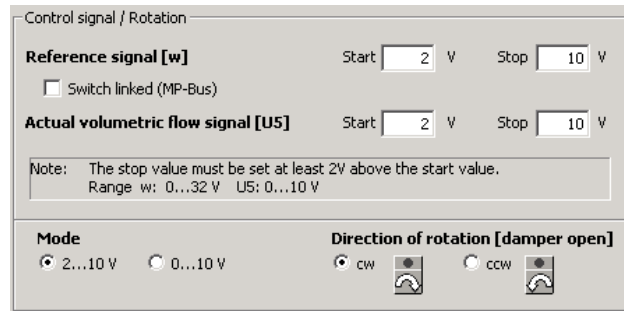 Control signal / Rotation
Reference signal [w] Start 2 V Stop 10 V
Switch linked (MP-Bus)
Actual volumetric flow signal [U5] Start 2 V Stop 10 V
Note: The stop value must be set at least 2V above the start value.
Range w: 0...32 V U5: 0...10 V
Mode Direction of rotation [damper open]
2...10 V 0...10 V cw ccw